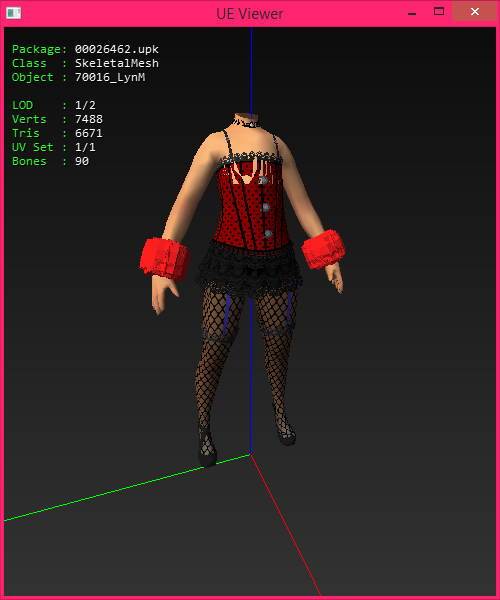 UE Viewer
Package: 00026462.upk
Class  : SkeletalMesh
Object : 70016_LynM
LOD    : 1/2
Verts  : 7488
Tris   : 6671
UV Set : 1/1
Bones  : 90